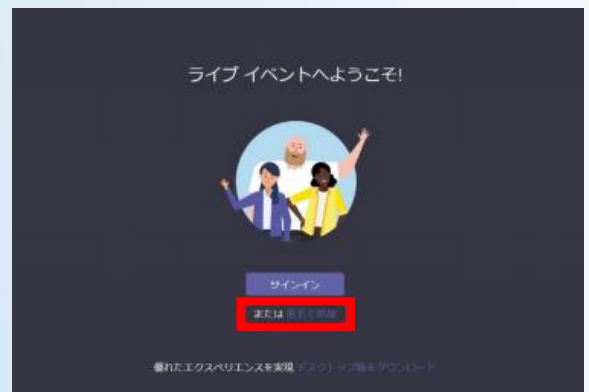 ライブ イベントへようこそ!
サインイン
または 匿名で参加
優れたエクスペリエンスを実現 デスクトップ版をダウンロード